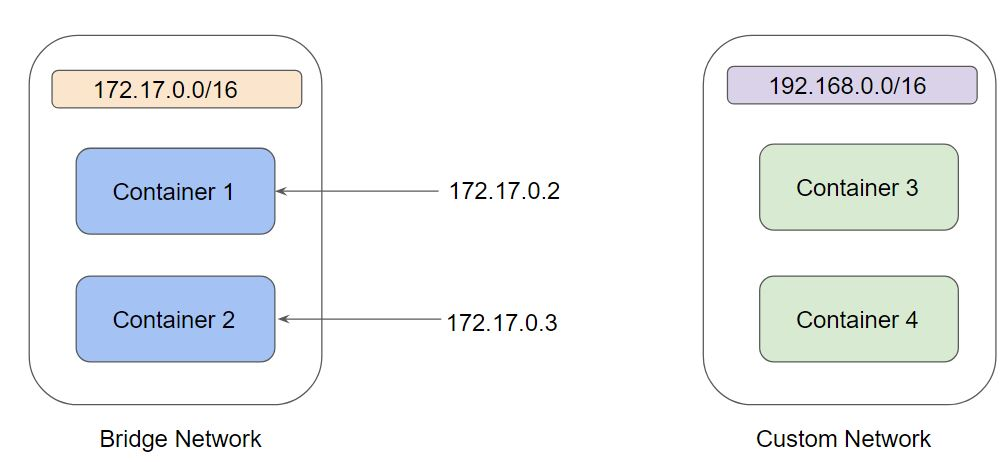 172.17.0.0/16
Container 1
172.17.0.2
Container 2
172.17.0.3
Bridge Network
192.168.0.0/16
Container 3
Container 4
Custom Network